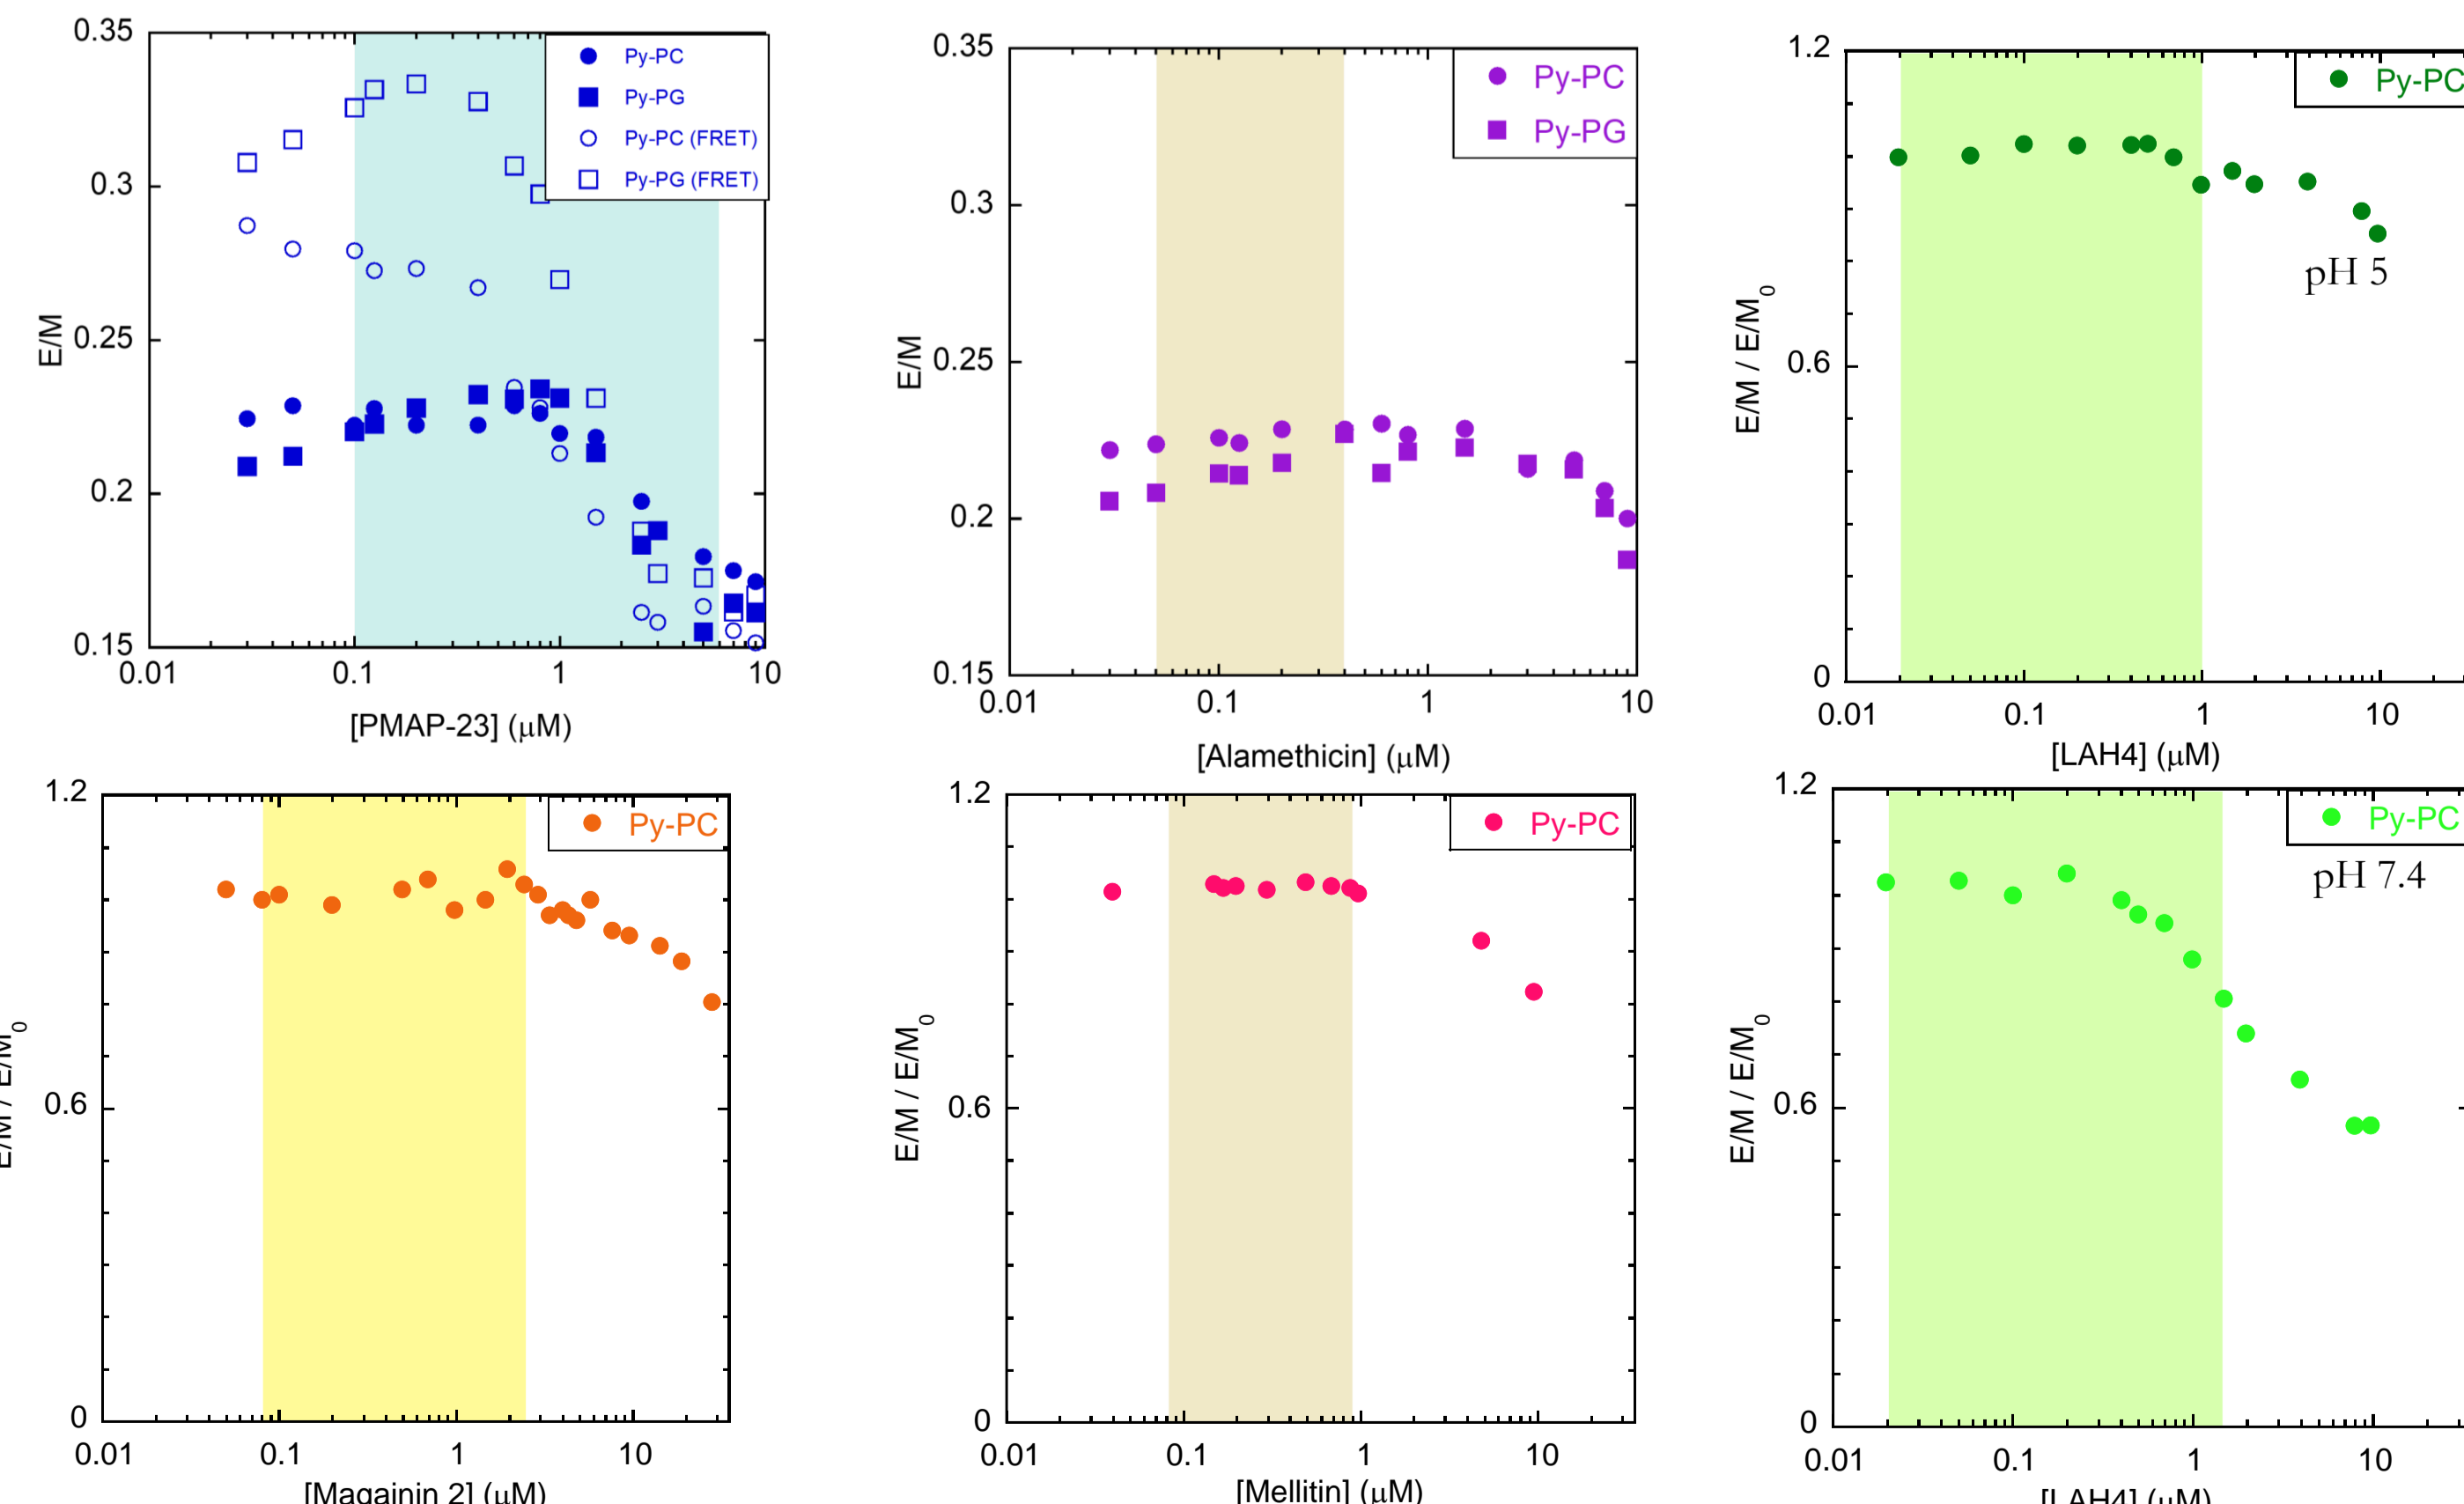 0.35
0.3
0.25
0.2
0.15
E/M
0.01
0.1
1
10
[PMAP-23] (μM)
Py-PC
Py-PG
Py-PC (FRET)
Py-PG (FRET)
0.35
0.3
0.25
0.2
0.15
E/M
0.01
0.1
1
10
[Alamethicin] (μM)
Py-PC
Py-PG
1.2
0.6
0
E/M / E/M0
0.01
0.1
1
10
[LAH4] (μM)
Py-PC
pH 5
1.2
0.6
0
E/M / E/M0
0.01
0.1
1
10
[Magainin 2] (μM)
Py-PC
1.2
0.6
0
E/M / E/M0
0.01
0.1
1
10
[Mellitin] (μM)
Py-PC
1.2
0.6
0
E/M / E/M0
0.01
0.1
1
10
[LAH4] (μM)
Py-PC
pH 7.4